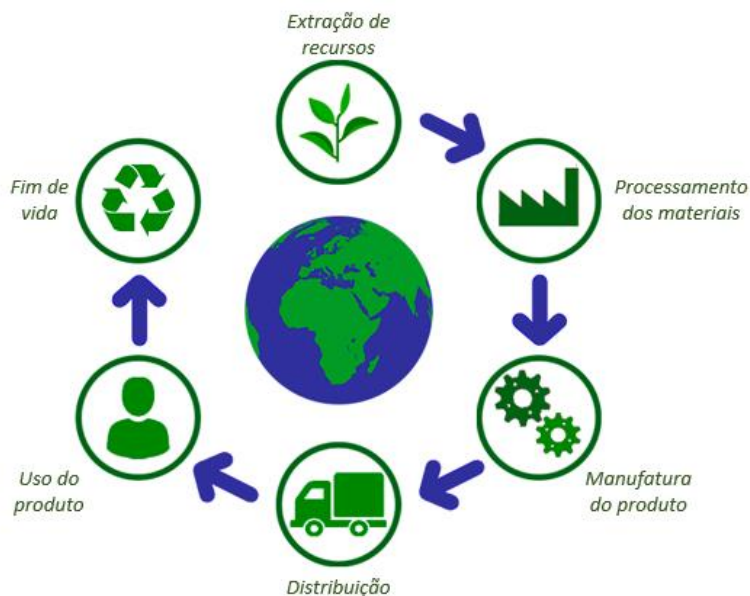 Extração de
recursos
Processamento
dos materiais
Manufatura
do produto
Distribuição
Uso do
produto
Fim de
vida